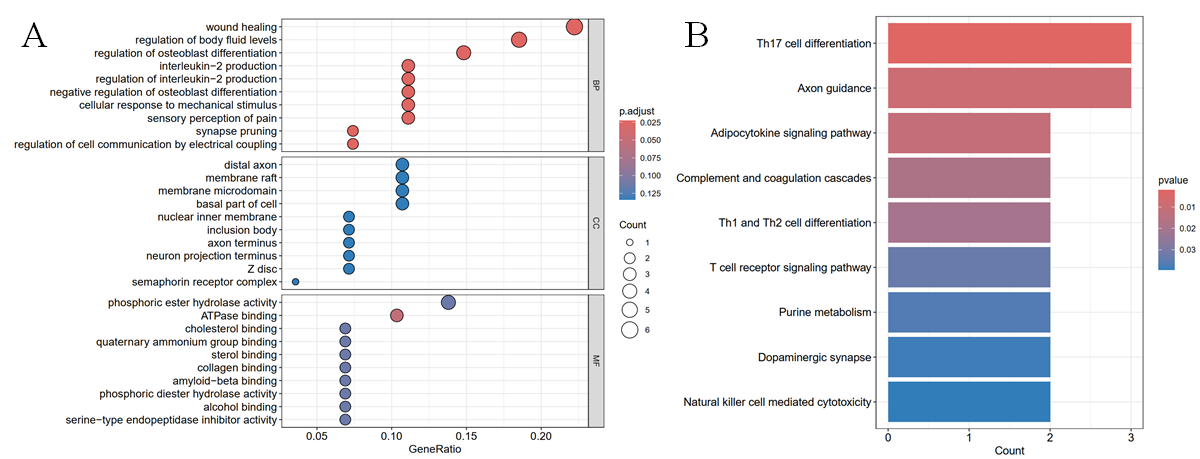 A
wound healing
regulation of body fluid levels
regulation of osteoblast differentiation
interleukin−2 production
regulation of interleukin−2 production
negative regulation of osteoblast differentiation
cellular response to mechanical stimulus
sensory perception of pain
synapse pruning
regulation of cell communication by electrical coupling
BP
distal axon
membrane raft
membrane microdomain
basal part of cell
nuclear inner membrane
inclusion body
axon terminus
neuron projection terminus
Z disc
semaphorin receptor complex
CC
phosphoric ester hydrolase activity
ATPase binding
cholesterol binding
quaternary ammonium group binding
sterol binding
collagen binding
amyloid−beta binding
phosphoric diester hydrolase activity
alcohol binding
serine−type endopeptidase inhibitor activity
MF
0.05 0.10 0.15 0.20
GeneRatio
p.adjust
0.025
0.050
0.075
0.100
0.125
Count
1
2
3
4
5
6
B
Th17 cell differentiation
Axon guidance
Adipocytokine signaling pathway
Complement and coagulation cascades
Th1 and Th2 cell differentiation
T cell receptor signaling pathway
Purine metabolism
Dopaminergic synapse
Natural killer cell mediated cytotoxicity
0 1 2 3
Count
pvalue
0.01
0.02
0.03